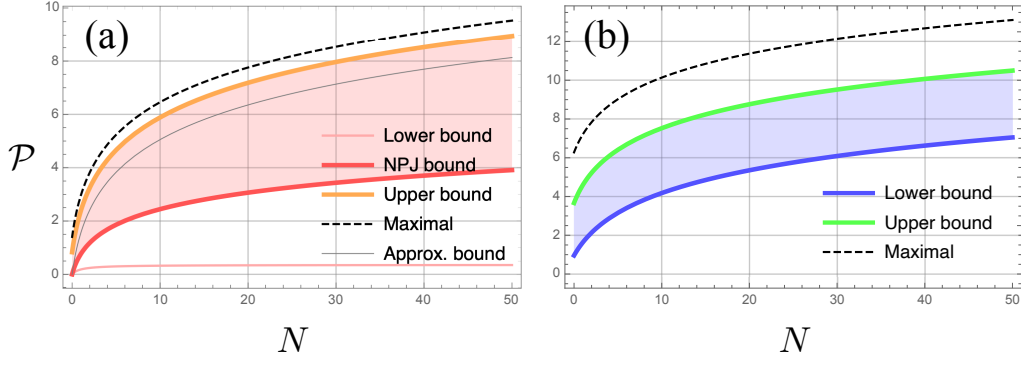 (a)
10
8
6
4
2
0
𝒫
Lower bound
NPJ bound
Upper bound
Maximal
Approx. bound
0 10 20 30 40 50
N
(b)
12
10
8
6
4
2
0
Lower bound
Upper bound
Maximal
0 10 20 30 40 50
N